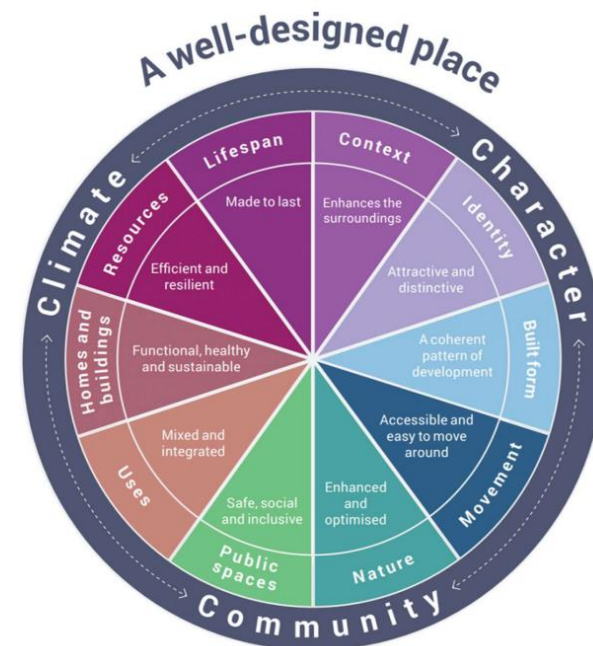 A well-designed place
Climate
Character
Community
Context
Enhances the
surroundings
Identity
Attractive and
distinctive
Built form
A coherent
pattern of
development
Movement
Accessible and
easy to move
around
Nature
Enhanced
and
optimised
Public
spaces
Safe, social
and inclusive
Uses
Mixed and
integrated
Homes and
buildings
Functional, healthy
and sustainable
Resources
Efficient and
resilient
Lifespan
Made to last